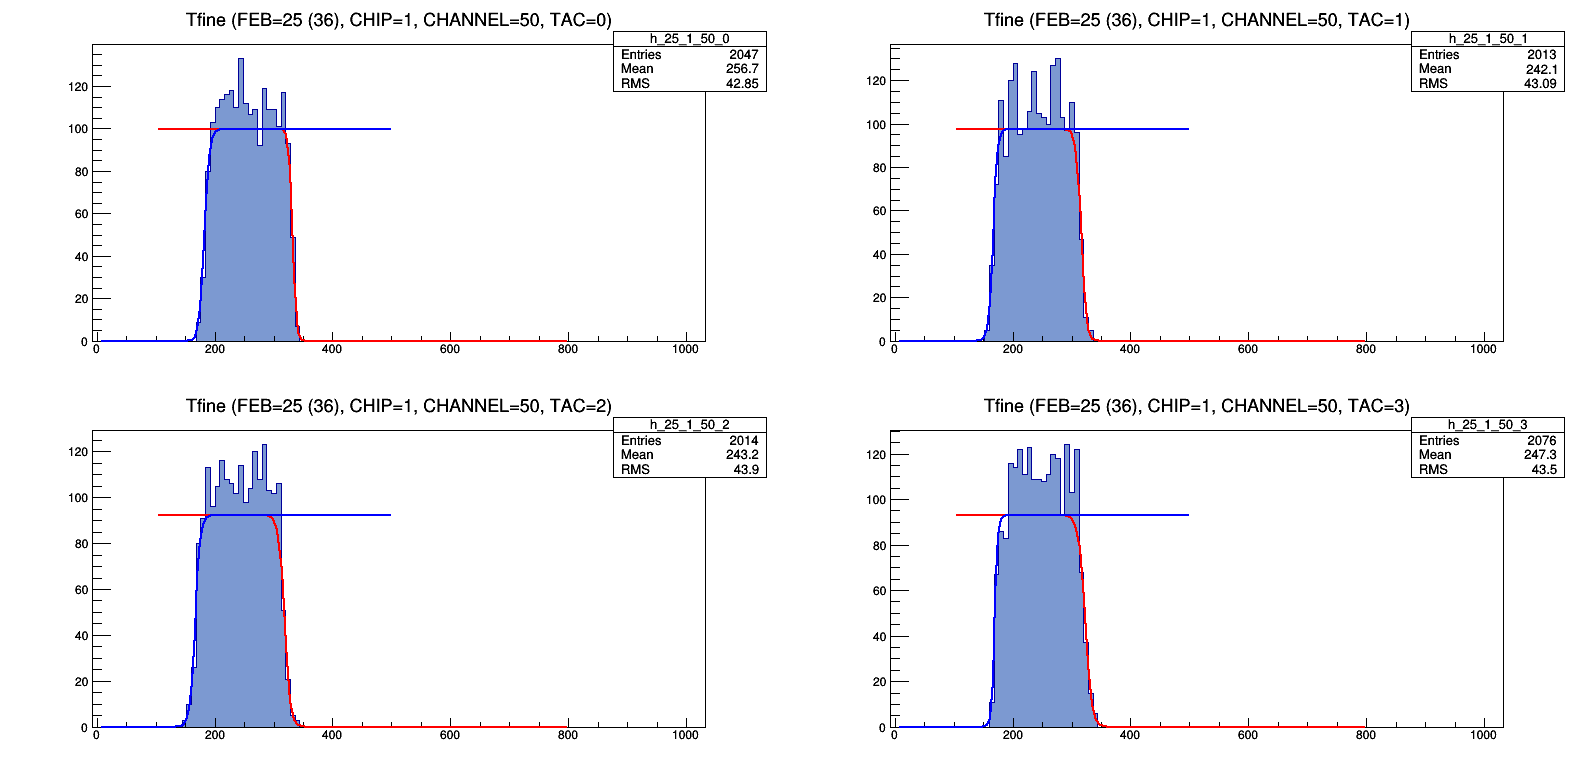 Tfine (FEB=25 (36), CHIP=1, CHANNEL=50, TAC=0)
h_25_1_50_0
Entries 2047
Mean 256.7
RMS 42.85
120
100
80
60
40
20
0
0 200 400 600 800 1000
Tfine (FEB=25 (36), CHIP=1, CHANNEL=50, TAC=1)
h_25_1_50_1
Entries 2013
Mean 242.1
RMS 43.09
120
100
80
60
40
20
0
0 200 400 600 800 1000
Tfine (FEB=25 (36), CHIP=1, CHANNEL=50, TAC=2)
h_25_1_50_2
Entries 2014
Mean 243.2
RMS 43.9
120
100
80
60
40
20
0
0 200 400 600 800 1000
Tfine (FEB=25 (36), CHIP=1, CHANNEL=50, TAC=3)
h_25_1_50_3
Entries 2076
Mean 247.3
RMS 43.5
120
100
80
60
40
20
0
0 200 400 600 800 1000